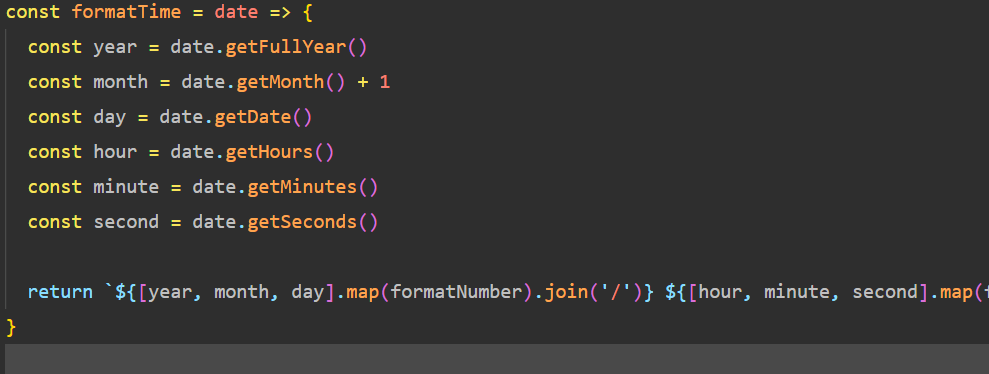 const formatTime = date => {
const year = date.getFullYear()
const month = date.getMonth() + 1
const day = date.getDate()
const hour = date.getHours()
const minute = date.getMinutes()
const second = date.getSeconds()
return `${[year, month, day].map(formatNumber).join('/')} ${[hour, minute, second].map(
}